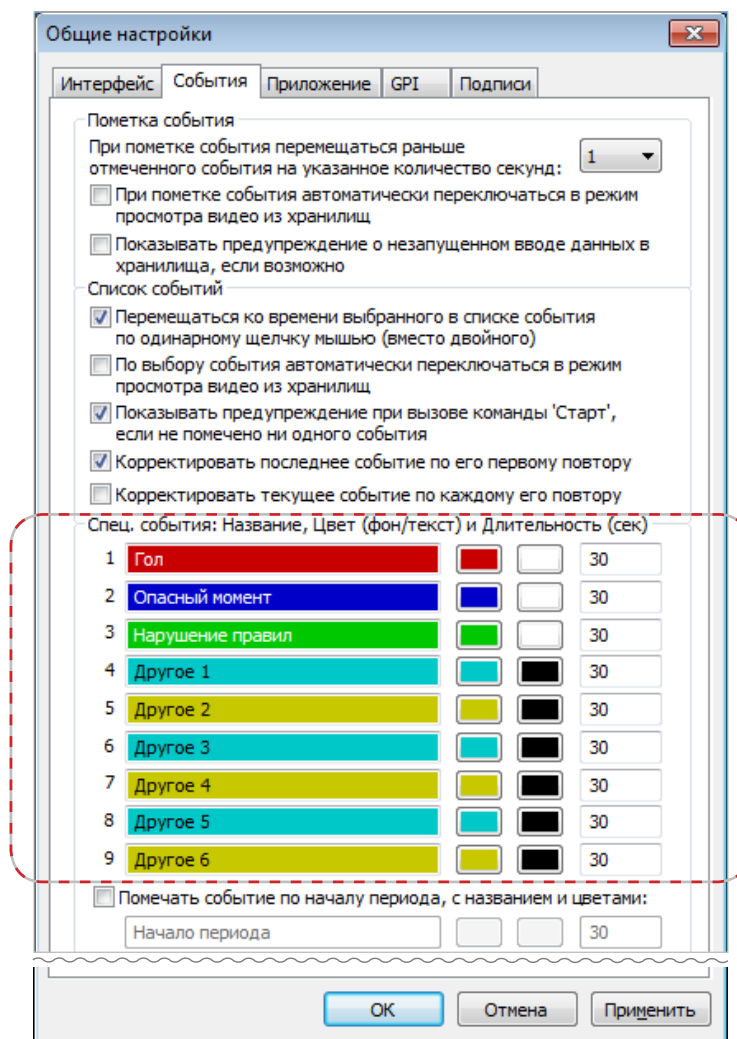 Общие настройки
Интерфейс События Приложение GPI Подписи
Пометка события
При пометке события перемещаться раньше
отмеченного события на указанное количество секунд: 1
При пометке события автоматически переключаться в режим
просмотра видео из хранилищ
Показывать предупреждение о незапущенном вводе данных в
хранилища, если возможно
Список событий
Перемещаться ко времени выбранного в списке события
по одинарному щелчку мышью (вместо двойного)
По выбору события автоматически переключаться в режим
просмотра видео из хранилищ
Показывать предупреждение при вызове команды 'Старт',
если не помечено ни одного события
Корректировать последнее событие по его первому повтору
Корректировать текущее событие по каждому его повтору
Спец. события: Название, Цвет (фон/текст) и Длительность (сек)
1 Гол 30
2 Опасный момент 30
3 Нарушение правил 30
4 Другое 1 30
5 Другое 2 30
6 Другое 3 30
7 Другое 4 30
8 Другое 5 30
9 Другое 6 30
Помечать событие по началу периода, с названием и цветами:
Начало периода 30
ОК Отмена Применить